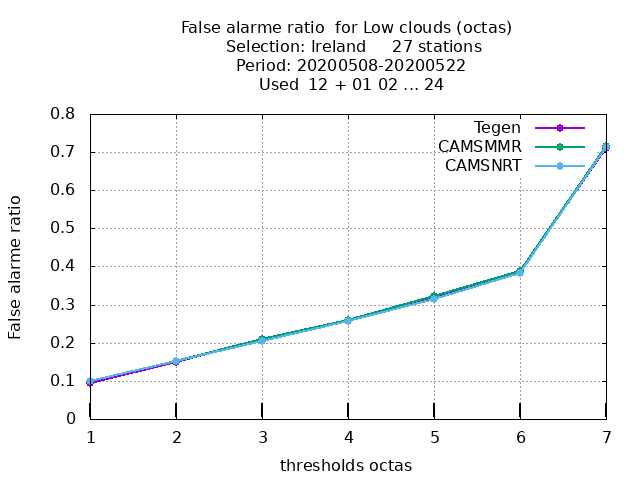 False alarme ratio  for Low clouds (octas)
Selection: Ireland     27 stations
Period: 20200508-20200522
Used  12 + 01 02 ... 24
Tegen
CAMSMMR
CAMSNRT
False alarme ratio
0.8
0.7
0.6
0.5
0.4
0.3
0.2
0.1
0
1 2 3 4 5 6 7
thresholds octas